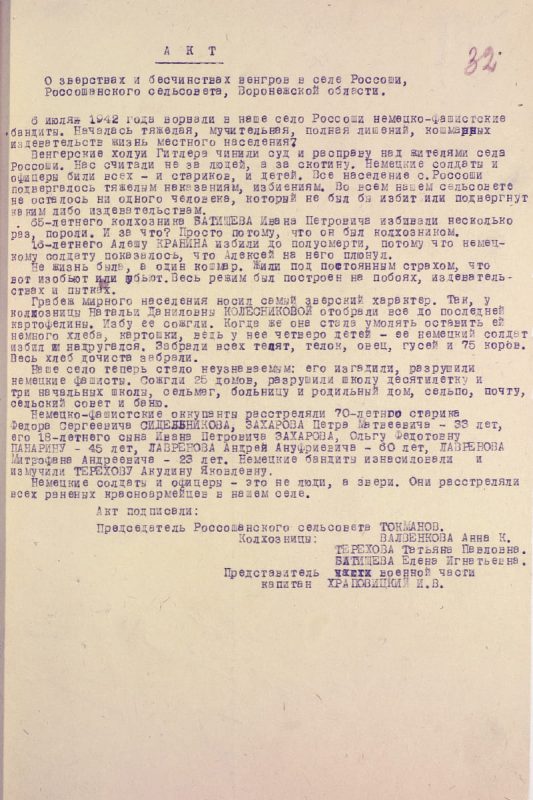 А К Т
32
О зверствах и бесчинствах венгров в селе Россоши,
Россошанского сельсовета, Воронежской области.
6 июля 1942 года ворвали в наше село Россоши немецко-фашистские
бандиты. Началась тяжелая, мучительная, полная лишений, кошмарных
издевательств жизнь местного населения.
Венгерские холуи Гитлера чинили суд и расправу над жителями села
Россоши. Нас считали не за людей, а за скотину. Немецкие солдаты и
офицеры били всех - и стариков, и детей. Все население с.Россоши
подвергалось тяжелым наказаниям, избиениям. Во всем нашем сельсовете
не осталось ни одного человека, который не был бы избит или подвергнут
каким либо издевательствам.
65-летнего колхозника БАТИЩЕВА Ивана Петровича избивали несколько
раз, пороли. И за что? Просто потому, что он был колхозником.
16-летнего Алешу КРАНИНА избили до полусмерти, потому что немец-
кому солдату показалось, что Алексей на него плюнул.
Не жизнь была, а один кошмар. Жили под постоянным страхом, что
вот изобьют или убьют. Весь режим был построен на побоях, издеватель-
ствах и пытках.
Грабеж мирного населения носил самый зверский характер. Так, у
колхозницы Натальи Даниловны КОЛЕСНИКОВОЙ отобрали все до последней
картофелины. Избу ее сожгли. Когда же она стала умолять оставить ей
немного хлеба, картошки, ведь у нее четверо детей - ее немецкий солдат
избил и надругался. Забрали всех телят, телок, овец, гусей и 75 коров.
Весь хлеб дочиста забрали.
Наше село теперь стало неузнаваемым: его изгадили, разрушили
немецкие фашисты. Сожгли 25 домов, разрушили школу десятилетку и
три начальных школы, сельмаг, больницу и родильный дом, сельпо, почту,
сельский совет и баню.
Немецко-фашистские оккупанты расстреляли 70-летнго старика
Федора Сергеевича СИДЕЛЬНИКОВА, ЗАХАРОВА Петра Матвеевича - 33 лет,
его 18-летнего сына Ивана Петровича ЗАХАРОВА, Ольгу Федотовну
ПАНАРИНУ - 45 лет, ЛАВРЕНОВА Андрей Ануфриевич - 60 лет, ЛАВРЕНОВА
Митрофана Андреевича - 23 лет. Немецкие бандиты изнасиловали и
измучили ТЕРЕХОВУ Акулину Яковлевну.
Немецкие солдаты и офицеры - это не люди, а звери. Они расстреляли
всех раненых красноармейцев в нашем селе.
Акт подписали:
Председатель Россошанского сельсовета ТОКМАНОВ.
Колхозницы: ВАЛВЕНКОВА Анна К.
ТЕРЕХОВА Татьяна Павловна.
БАТИЩЕВА Елена Игнатьевна.
Представитель части военной части
капитан ХРАПОВИЦКИЙ И.В.